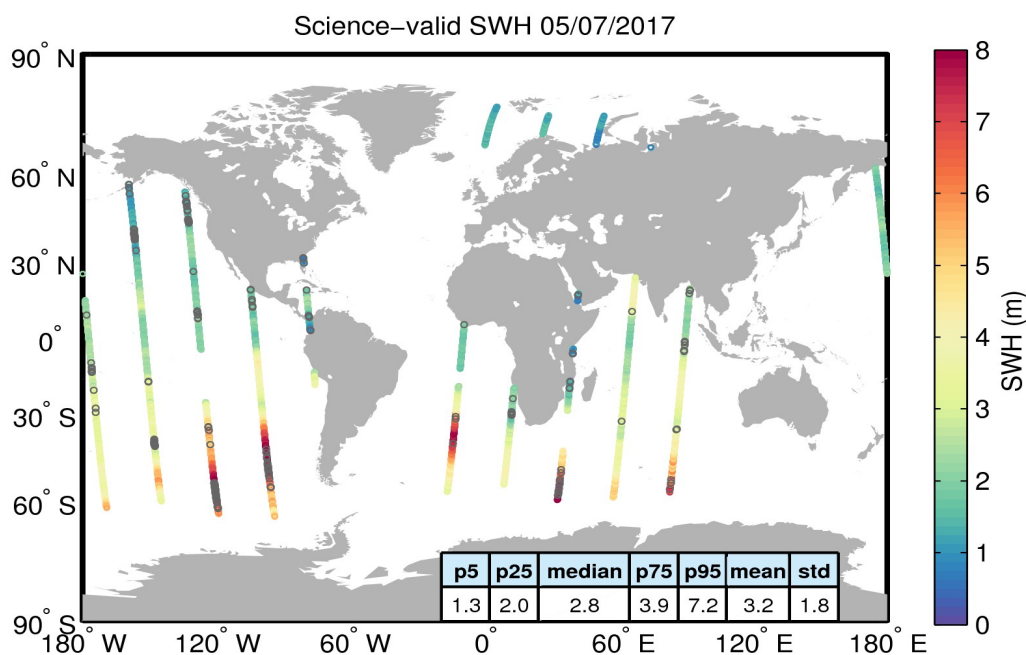 Science−valid SWH 05/07/2017
90° N
60° N
30° N
0°
30° S
60° S
90° S
180° W 120° W 60° W 0° 60° E 120° E 180° E
p5 p25 median p75 p95 mean std
1.3 2.0 2.8 3.9 7.2 3.2 1.8
8
7
6
5
4
3
2
1
0
SWH (m)